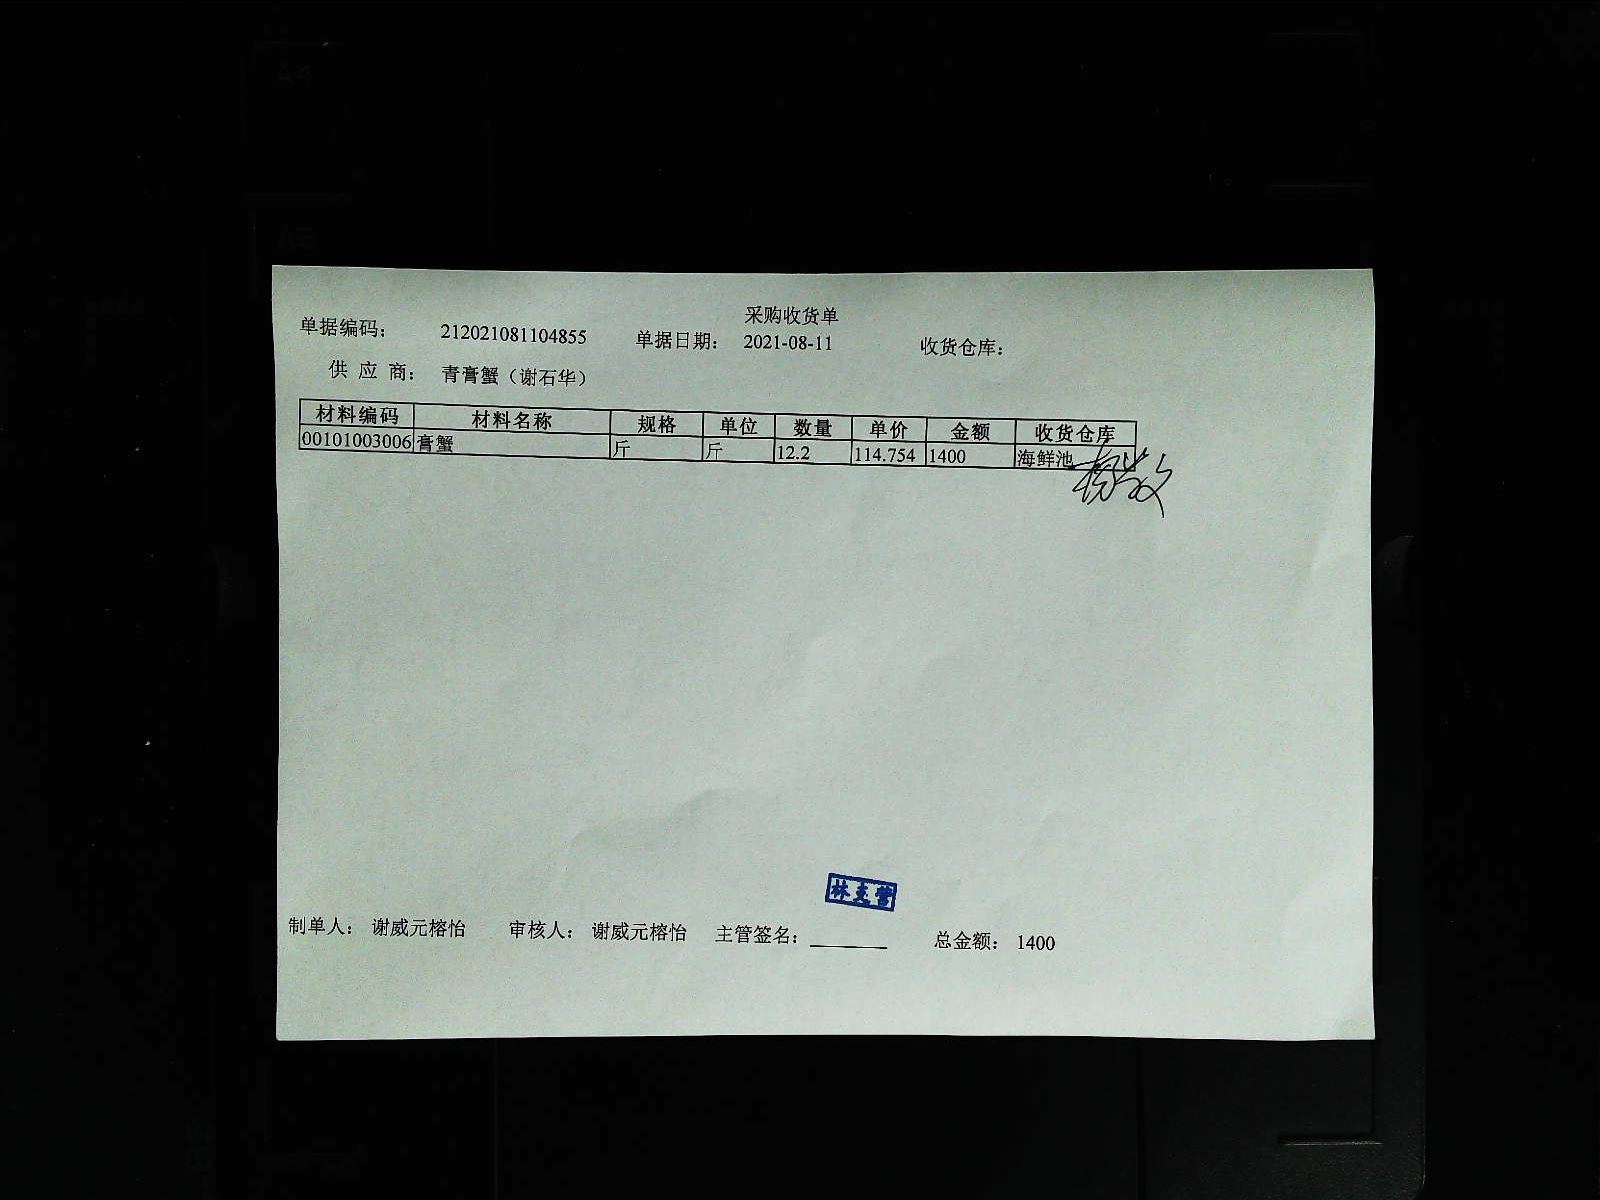 采购收货单
单据编码： 212021081104855 单据日期： 2021-08-11 收货仓库：
供 应 商： 青膏蟹（谢石华）
材料编码 材料名称 规格 单位 数量 单价 金额 收货仓库
00101003006 膏蟹 斤 斤 12.2 114.754 1400 海鲜池
制单人： 谢威元榕怡 审核人： 谢威元榕怡 主管签名： 总金额： 1400